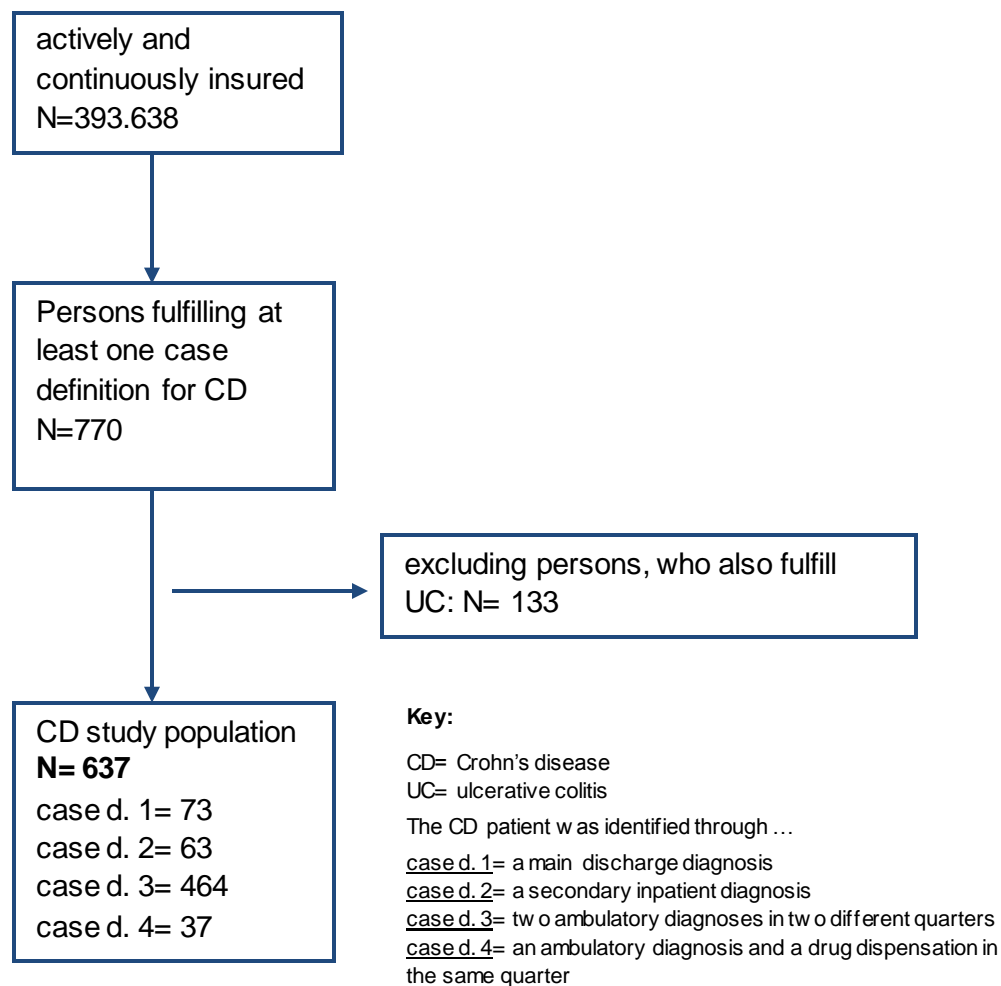 actively and
continuously insured
N=393.638
Persons fulfilling at
least one case
definition for CD
N=770
excluding persons, who also fulfill
UC: N= 133
CD study population
N= 637
case d. 1= 73
case d. 2= 63
case d. 3= 464
case d. 4= 37
Key:
CD= Crohn's disease
UC= ulcerative colitis
The CD patient was identified through …
case d. 1= a main discharge diagnosis
case d. 2= a secondary inpatient diagnosis
case d. 3= two ambulatory diagnoses in two different quarters
case d. 4= an ambulatory diagnosis and a drug dispensation in
the same quarter